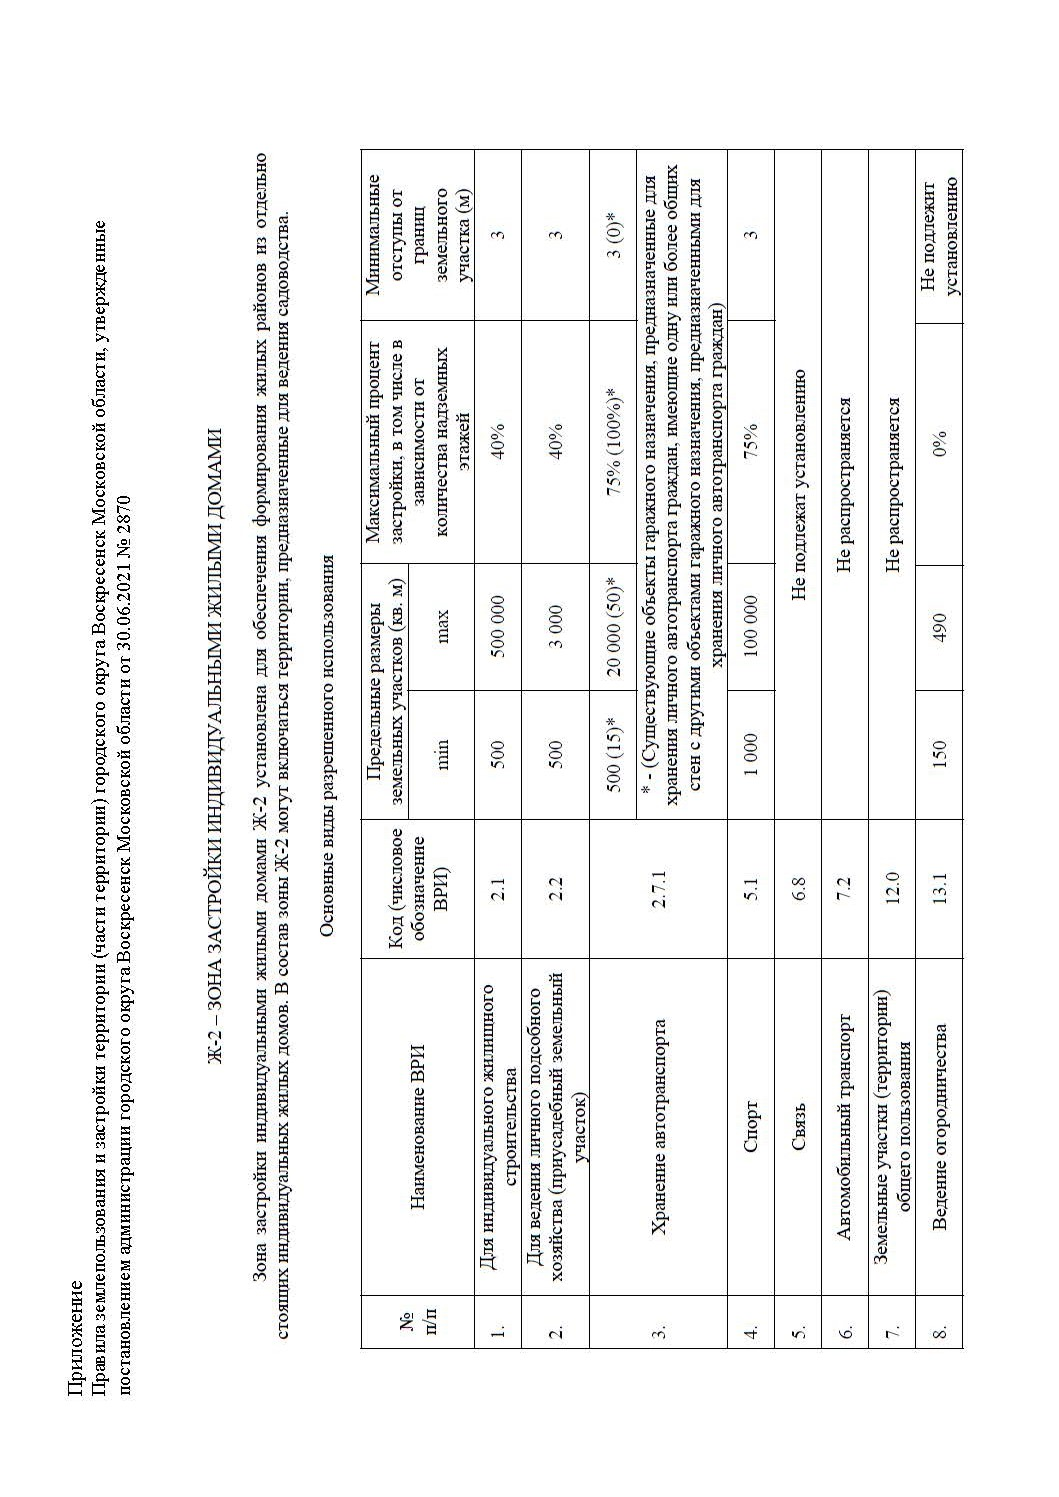 Приложение
Правила землепользования и застройки территории (части территории) городского округа Воскресенск Московской области, утвержденные
постановлением администрации городского округа Воскресенск Московской области от 30.06.2021 № 2870
Ж-2 – ЗОНА ЗАСТРОЙКИ ИНДИВИДУАЛЬНЫМИ ЖИЛЫМИ ДОМАМИ
Зона застройки индивидуальными жилыми домами Ж-2 установлена для обеспечения формирования жилых районов из отдельно
стоящих индивидуальных жилых домов. В состав зоны Ж-2 могут включаться территории, предназначенные для ведения садоводства.
Основные виды разрешенного использования
№
п/п
Наименование ВРИ
Код (числовое
обозначение
ВРИ)
Предельные размеры
земельных участков (кв. м)
min
max
Максимальный процент
застройки, в том числе в
зависимости от
количества надземных
этажей
Минимальные
отступы от
границ
земельного
участка (м)
1.
Для индивидуального жилищного
строительства
2.1
500
500 000
40%
3
2.
Для ведения личного подсобного
хозяйства (приусадебный земельный
участок)
2.2
500
3 000
40%
3
3.
Хранение автотранспорта
2.7.1
500 (15)*
20 000 (50)*
75% (100%)*
3 (0)*
* - (Существующие объекты гаражного назначения, предназначенные для
хранения личного автотранспорта граждан, имеющие одну или более общих
стен с другими объектами гаражного назначения, предназначенными для
хранения личного автотранспорта граждан)
4.
Спорт
5.1
1 000
100 000
75%
3
5.
Связь
6.8
Не подлежат установлению
6.
Автомобильный транспорт
7.2
Не распространяется
7.
Земельные участки (территории)
общего пользования
12.0
Не распространяется
8.
Ведение огородничества
13.1
150
490
0%
Не подлежит
установлению